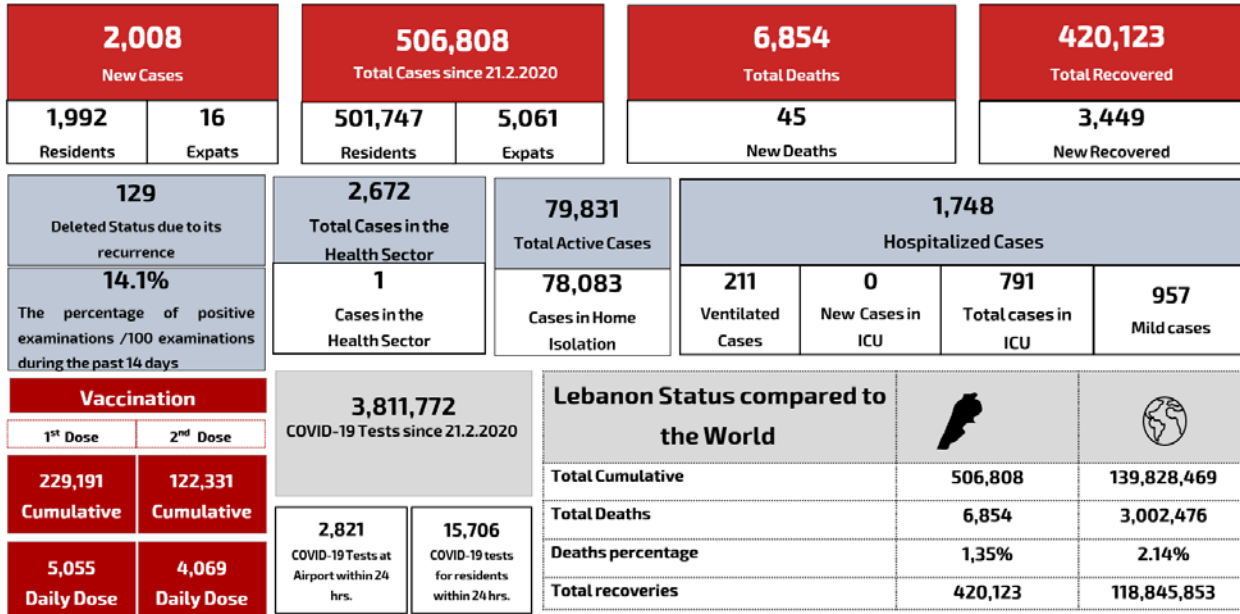 2,008
New Cases
1,992
Residents
16
Expats
506,808
Total Cases since 21.2.2020
501,747
Residents
5,061
Expats
6,854
Total Deaths
45
New Deaths
420,123
Total Recovered
3,449
New Recovered
129
Deleted Status due to its
recurrence
14.1%
The percentage of positive
examinations /100 examinations
during the past 14 days
2,672
Total Cases in the
Health Sector
1
Cases in the
Health Sector
79,831
Total Active Cases
78,083
Cases in Home
Isolation
1,748
Hospitalized Cases
211
Ventilated
Cases
0
New Cases in
ICU
791
Total cases in
ICU
957
Mild cases
Vaccination
1st Dose
2nd Dose
229,191
Cumulative
122,331
Cumulative
5,055
Daily Dose
4,069
Daily Dose
3,811,772
COVID-19 Tests since 21.2.2020
2,821
COVID-19 Tests at
Airport within 24
hrs.
15,706
COVID-19 tests
for residents
within 24 hrs.
Lebanon Status compared to
the World
Total Cumulative 506,808 139,828,469
Total Deaths 6,854 3,002,476
Deaths percentage 1,35% 2.14%
Total recoveries 420,123 118,845,853